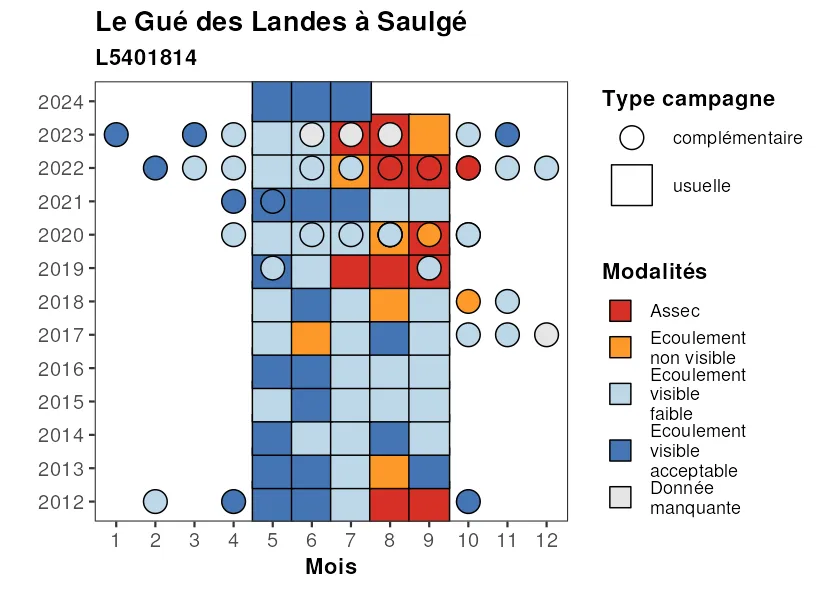 Le Gué des Landes à Saulgé
L5401814
2024
2023
2022
2021
2020
2019
2018
2017
2016
2015
2014
2013
2012
1 2 3 4 5 6 7 8 9 10 11 12
Mois
Type campagne
complémentaire
usuelle
Modalités
Assec
Ecoulement
non visible
Ecoulement
visible
faible
Ecoulement
visible
acceptable
Donnée
manquante